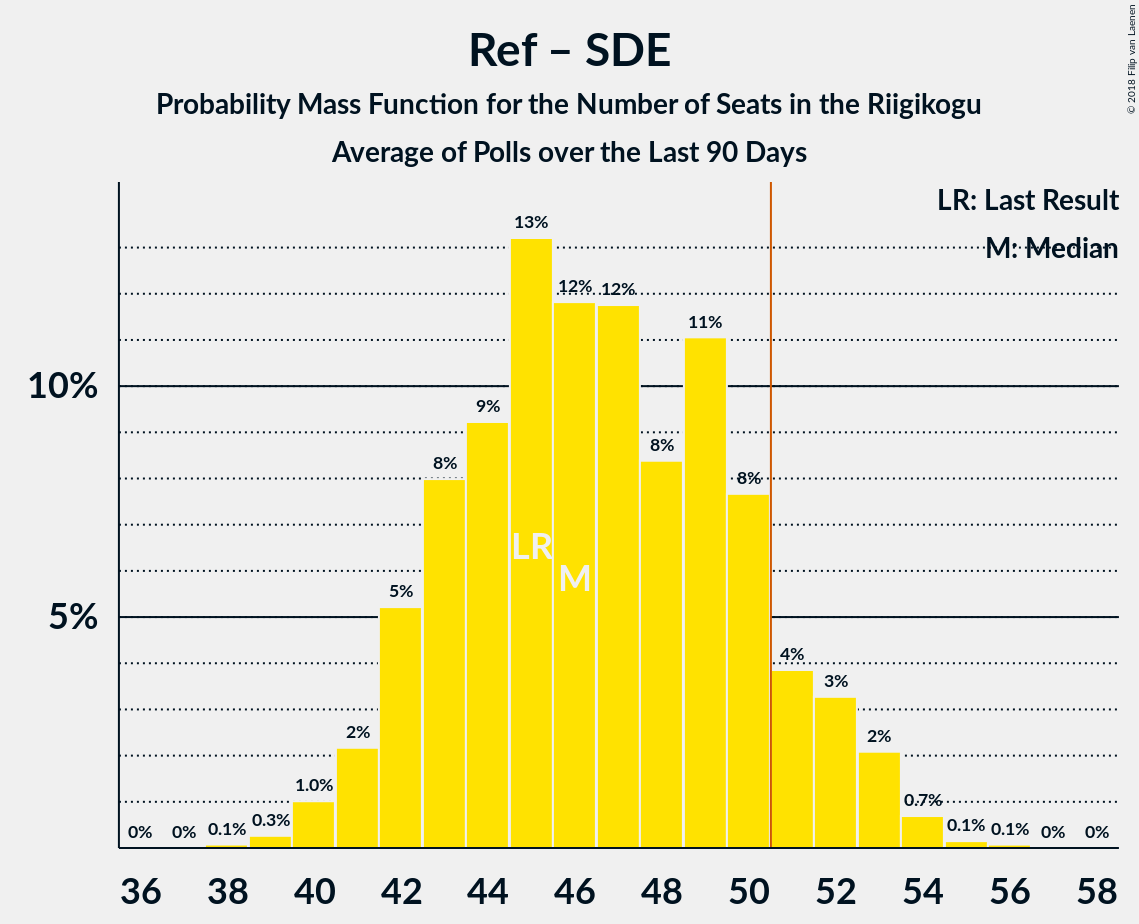 Ref – SDE
Probability Mass Function for the Number of Seats in the Riigikogu
Average of Polls over the Last 90 Days
© 2018 Filip van Laenen
LR: Last Result
M: Median
13%
12%
12%
11%
10%
9%
8%
8%
8%
LR
M
5%
5%
4%
3%
2%
2%
1.0%
0.7%
0%
0%
0.1%
0.3%
0.1%
0.1%
0%
0%
36 38 40 42 44 46 48 50 52 54 56 58